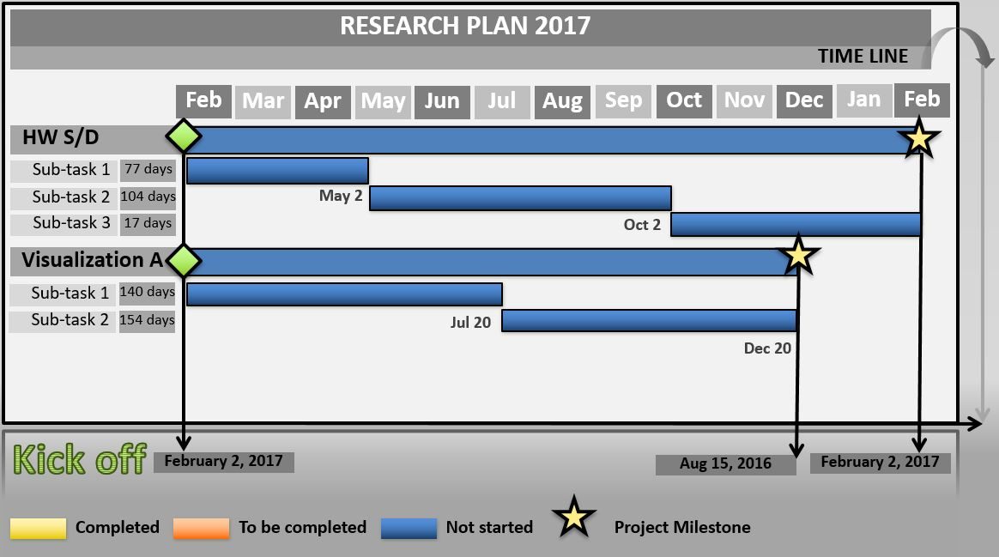 RESEARCH PLAN 2017
TIME LINE
Feb Mar Apr May Jun Jul Aug Sep Oct Nov Dec Jan Feb
HW S/D
Sub-task 1 77 days
Sub-task 2 104 days May 2
Sub-task 3 17 days Oct 2
Visualization A
Sub-task 1 140 days
Sub-task 2 154 days Jul 20
Dec 20
Kick off February 2, 2017 Aug 15, 2016 February 2, 2017
Completed To be completed Not started Project Milestone